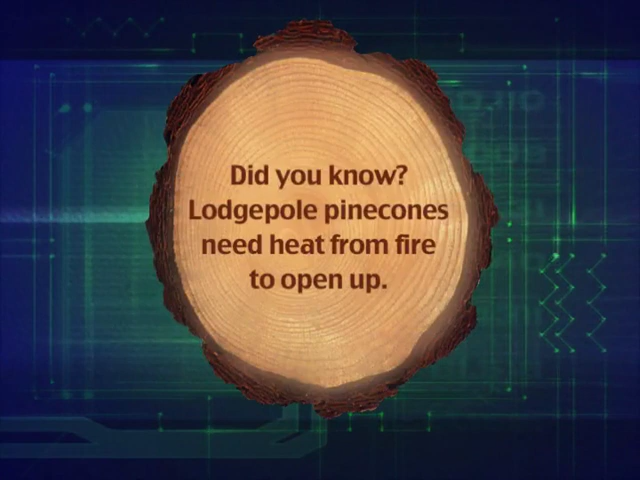 Did you know?
Lodgepole pinecones
need heat from fire
to open up.